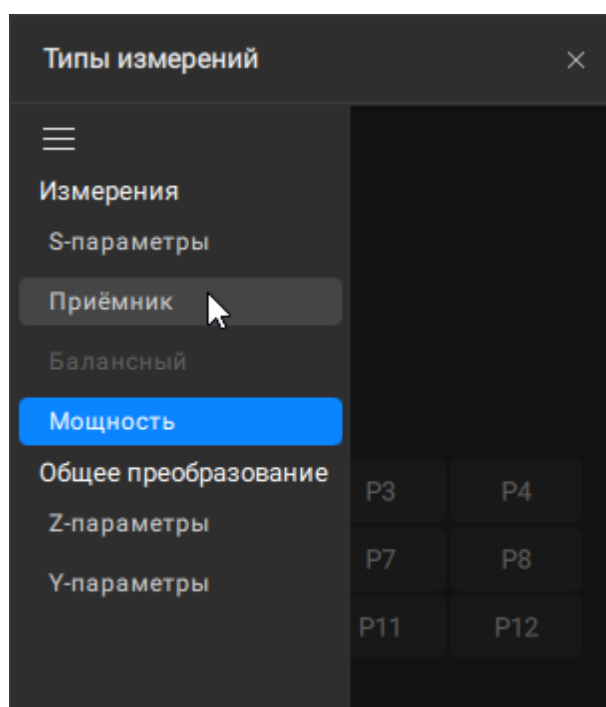 Типы измерений
Измерения
S-параметры
Приёмник
Балансный
Мощность
Общее преобразование
P3 P4
Z-параметры
P7 P8
Y-параметры
P11 P12